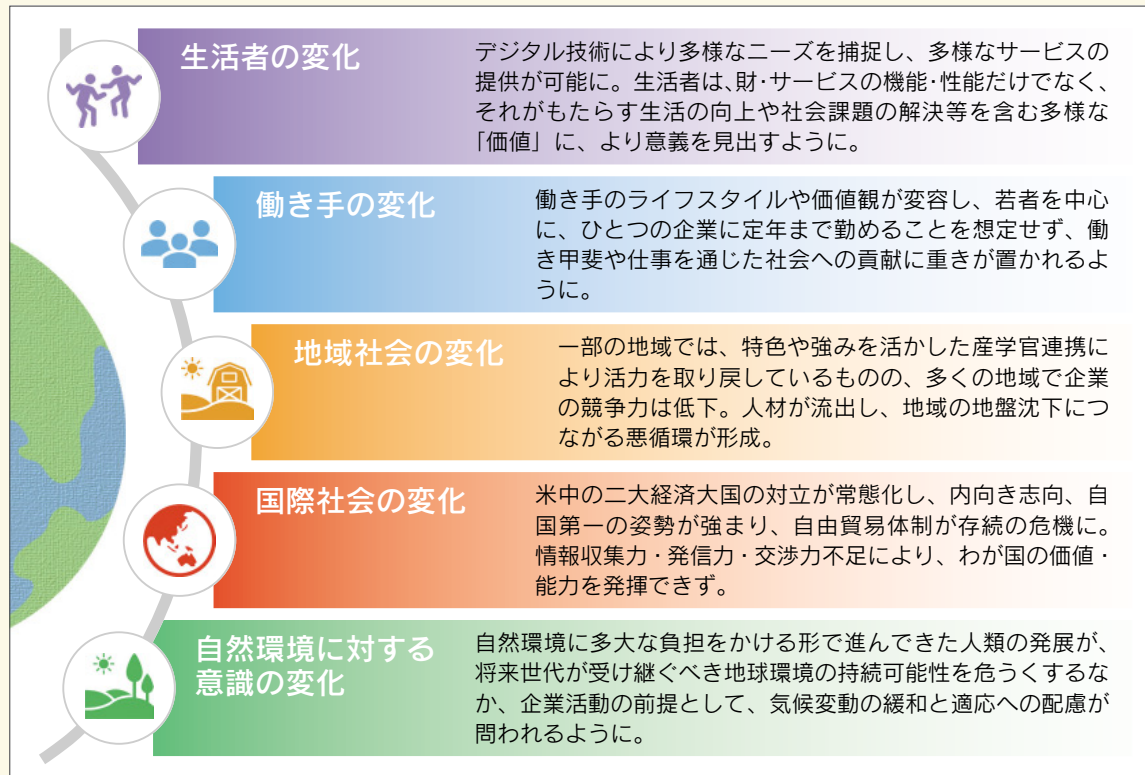 生活者の変化
デジタル技術により多様なニーズを捕捉し、多様なサービスの
提供が可能に。生活者は、財・サービスの機能・性能だけでなく、
それがもたらす生活の向上や社会課題の解決等を含む多様な
「価値」に、より意義を見出すように。
働き手の変化
働き手のライフスタイルや価値観が変容し、若者を中心
に、ひとつの企業に定年まで勤めることを想定せず、働
き甲斐や仕事を通じた社会への貢献に重きが置かれるよ
うに。
地域社会の変化
一部の地域では、特色や強みを活かした産学官連携に
より活力を取り戻しているものの、多くの地域で企業
の競争力は低下。人材が流出し、地域の地盤沈下につ
ながる悪循環が形成。
国際社会の変化
米中の二大経済大国の対立が常態化し、内向き志向、自
国第一の姿勢が強まり、自由貿易体制が存続の危機に。
情報収集力・発信力・交渉力不足により、わが国の価値・
能力を発揮できず。
自然環境に対する
意識の変化
自然環境に多大な負担をかける形で進んできた人類の発展が、
将来世代が受け継ぐべき地球環境の持続可能性を危うくするな
か、企業活動の前提として、気候変動の緩和と適応への配慮が
問われるように。